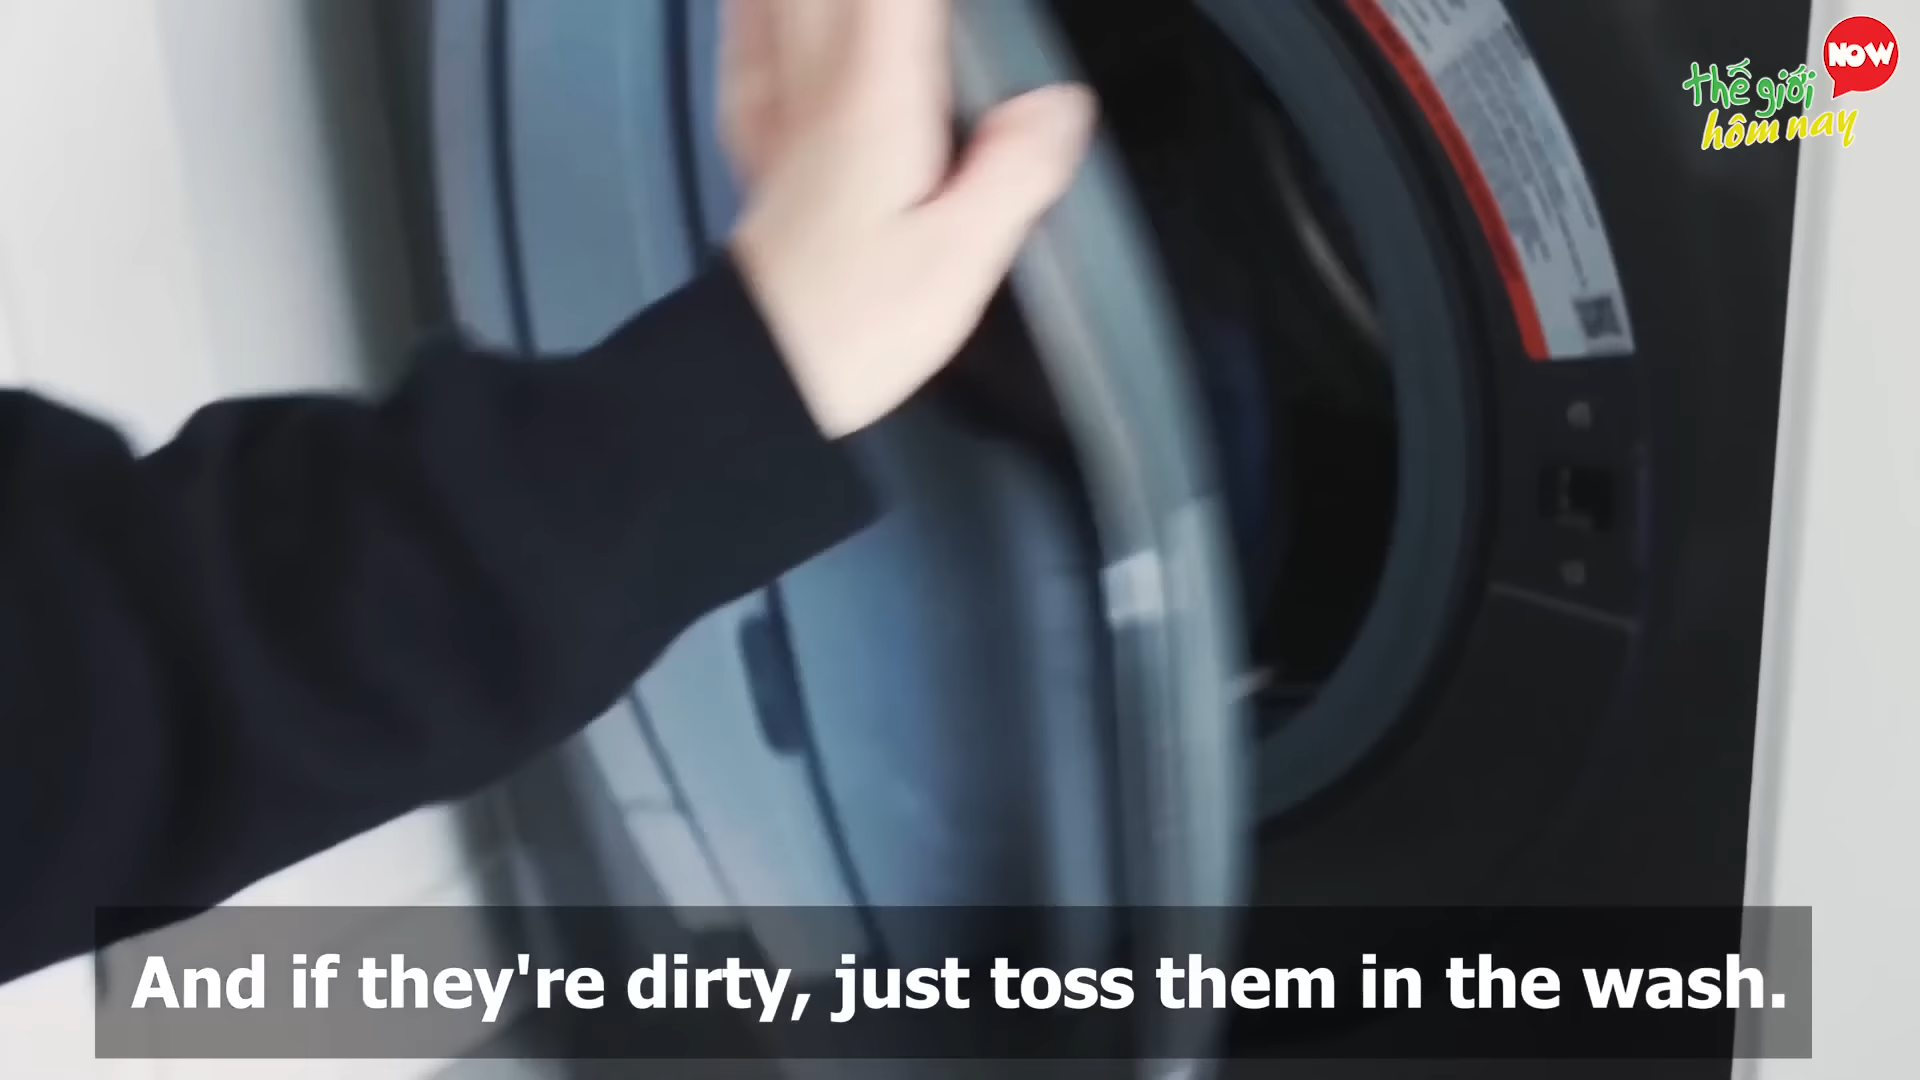 NOW
thế giới
hôm nay
And if they're dirty, just toss them in the wash.